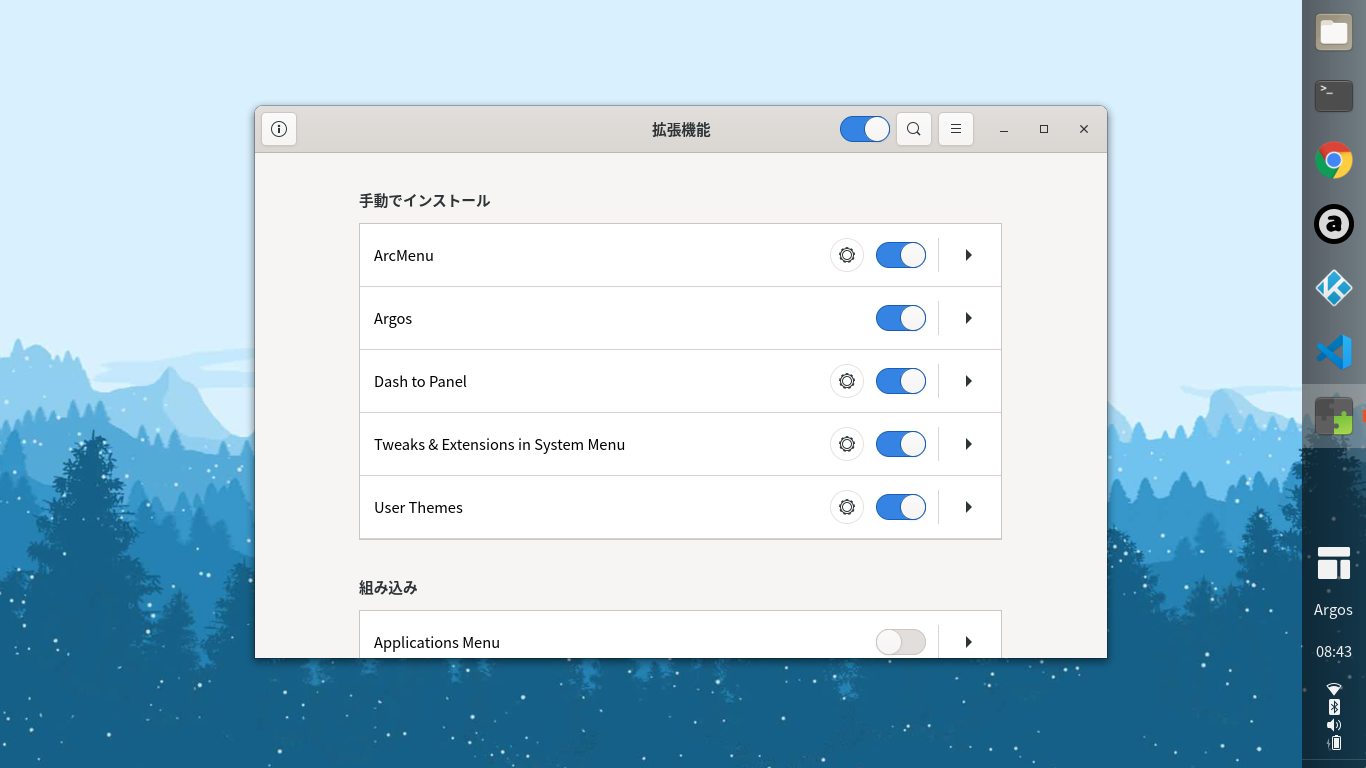 拡張機能
手動でインストール
ArcMenu
Argos
Dash to Panel
Tweaks & Extensions in System Menu
User Themes
組み込み
Applications Menu
>_
a
Argos
08:43